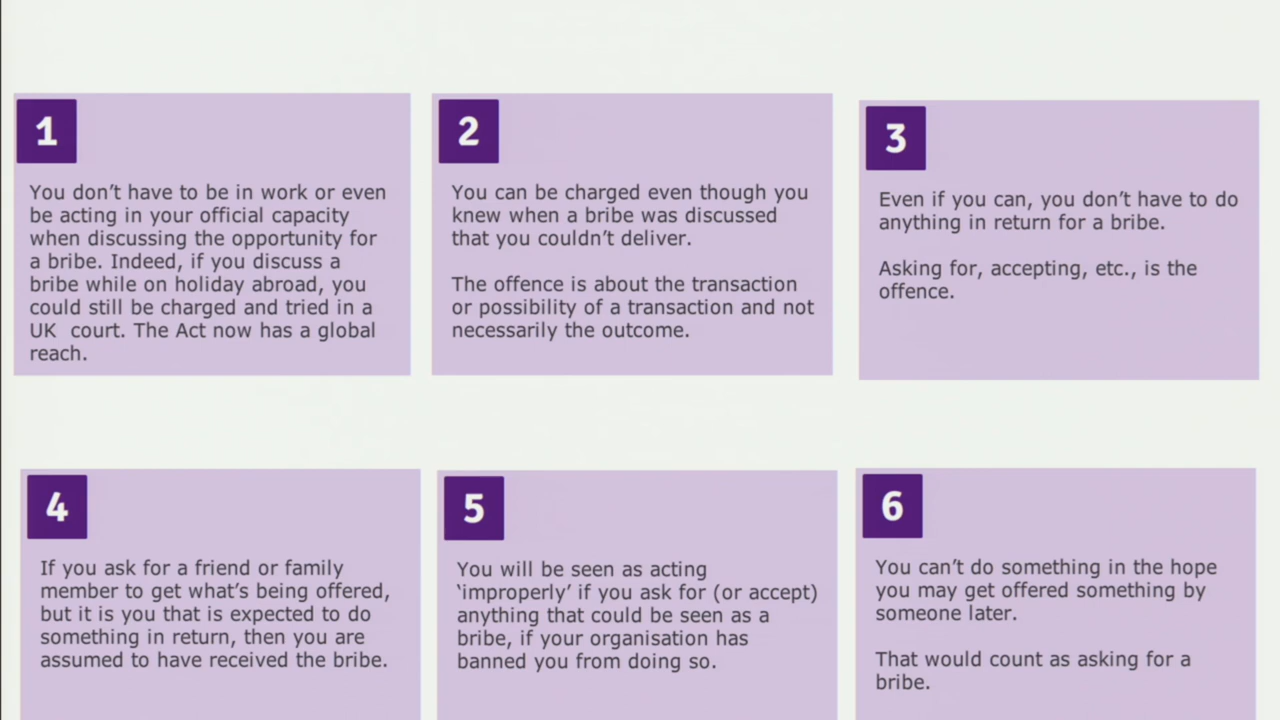 1
You don't have to be in work or even
be acting in your official capacity
when discussing the opportunity for
a bribe. Indeed, if you discuss a
bribe while on holiday abroad, you
could still be charged and tried in a
UK  court. The Act now has a global
reach.
2
You can be charged even though you
knew when a bribe was discussed
that you couldn't deliver.
The offence is about the transaction
or possibility of a transaction and not
necessarily the outcome.
3
Even if you can, you don't have to do
anything in return for a bribe.
Asking for, accepting, etc., is the
offence.
4
If you ask for a friend or family
member to get what's being offered,
but it is you that is expected to do
something in return, then you are
assumed to have received the bribe.
5
You will be seen as acting
'improperly' if you ask for (or accept)
anything that could be seen as a
bribe, if your organisation has
banned you from doing so.
6
You can't do something in the hope
you may get offered something by
someone later.
That would count as asking for a
bribe.